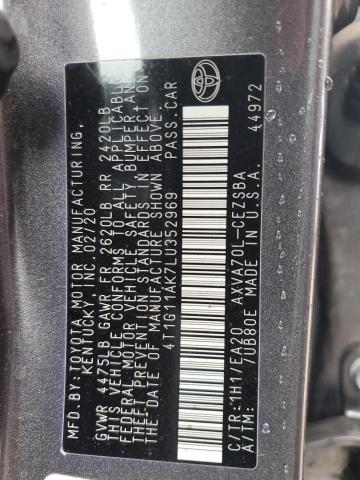 MFD. BY: TOYOTA MOTOR MANUFACTURING,
KENTUCKY, INC. 02/20
GVWR 4475LB GAWR FR 2620LB RR 2420LB
THIS VEHICLE CONFORMS TO ALL APPLICABLE
FEDERAL MOTOR VEHICLE SAFETY, BUMPER, AND
THEFT PREVENTION STANDARDS IN EFFECT ON
THE DATE OF MANUFACTURE SHOWN ABOVE.
4T1G11AK7LU352969 PASS. CAR
C/TR: 1H1/EA20 AXVA70L-CEZSBA
A/TM: /UB80E MADE IN U.S.A. 44972